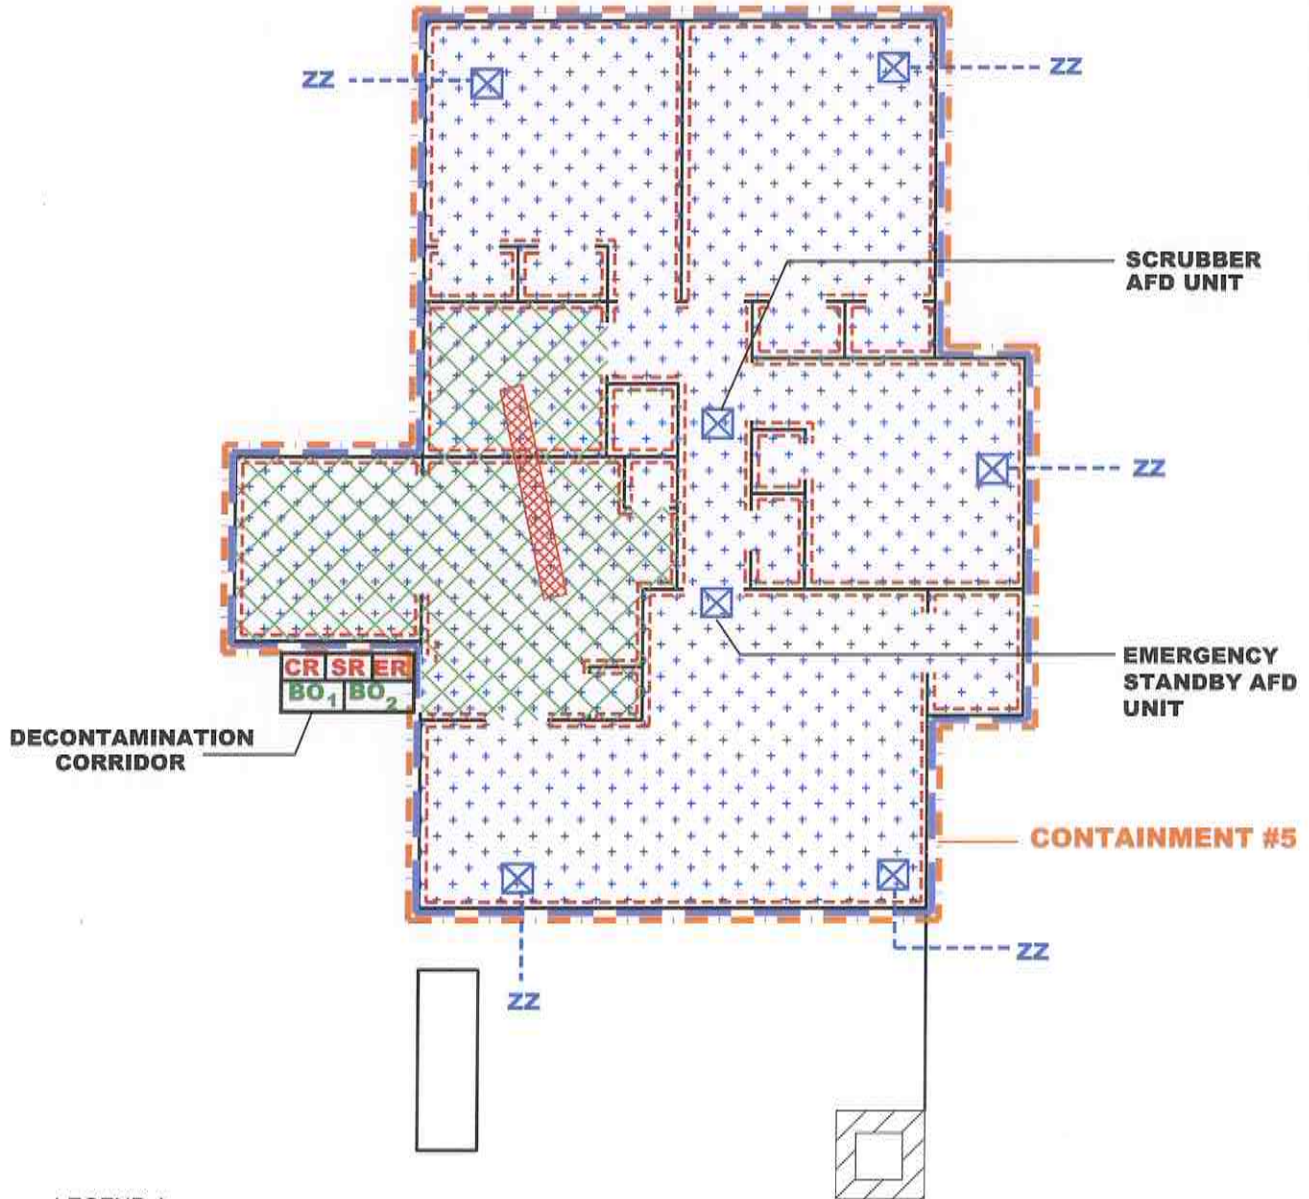 ZZ
ZZ
SCRUBBER
AFD UNIT
ZZ
CR SR ER
BO1 BO2
DECONTAMINATION
CORRIDOR
EMERGENCY
STANDBY AFD
UNIT
CONTAINMENT #5
ZZ
ZZ